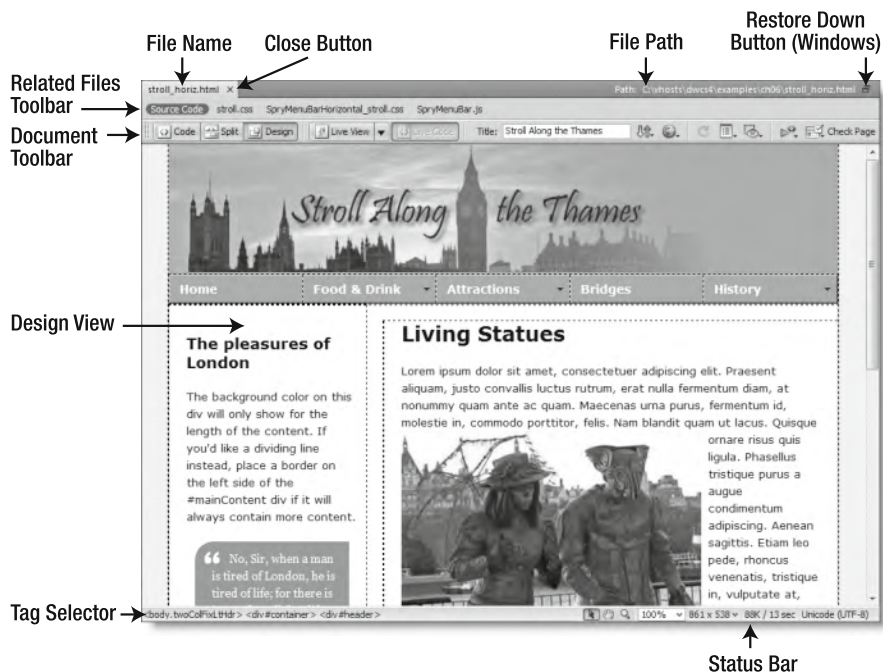 File Name
Close Button
File Path
Restore Down
Button (Windows)
Related Files
Toolbar
Document
Toolbar
stroll_horiz.html ×
Path: C:\vhosts\dwcs4\examples\ch06\stroll_horiz.html
Source Code stroll.css SpryMenuBarHorizontal_stroll.css SpryMenuBar.js
Code Split Design Live View Live Code Title: Stroll Along the Thames Check Page
Stroll Along the Thames
Home Food & Drink Attractions Bridges History
Design View
The pleasures of
London
The background color on this
div will only show for the
length of the content. If
you'd like a dividing line
instead, place a border on
the left side of the
#mainContent div if it will
always contain more content.
“ No, Sir, when a man
is tired of London, he is
tired of life; for there is
Living Statues
Lorem ipsum dolor sit amet, consectetuer adipiscing elit. Praesent
aliquam, justo convallis luctus rutrum, erat nulla fermentum diam, at
nonummy quam ante ac quam. Maecenas urna purus, fermentum id,
molestie in, commodo porttitor, felis. Nam blandit quam ut lacus. Quisque
ornare risus quis
ligula. Phasellus
tristique purus a
augue
condimentum
adipiscing. Aenean
sagittis. Etiam leo
pede, rhoncus
venenatis, tristique
in, vulputate at,
Tag Selector
<body.twoColFixLtHdr> <div#container> <div#header>
100% 861 x 538 88K / 13 sec Unicode (UTF-8)
Status Bar